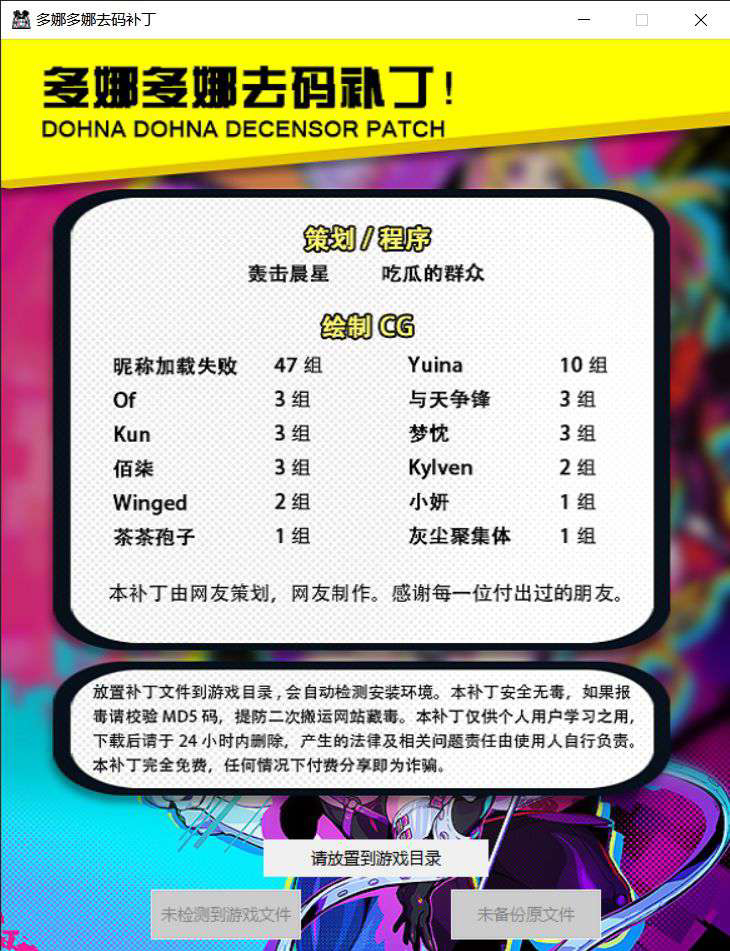 多娜多娜去码补丁
多娜多娜去码补丁！
DOHNA DOHNA DECENSOR PATCH
策划 / 程序
轰击晨星 吃瓜的群众
绘制 CG
昵称加载失败 47 组 Yuina 10 组
Of 3 组 与天争锋 3 组
Kun 3 组 梦忱 3 组
佰柒 3 组 Kylven 2 组
Winged 2 组 小妍 1 组
茶茶孢子 1 组 灰尘聚集体 1 组
本补丁由网友策划，网友制作。感谢每一位付出过的朋友。
放置补丁文件到游戏目录，会自动检测安装环境。本补丁安全无毒，如果报
毒请校验 MD5 码，提防二次搬运网站藏毒。本补丁仅供个人用户学习之用，
下载后请于 24 小时内删除，产生的法律及相关问题责任由使用人自行负责。
本补丁完全免费，任何情况下付费分享即为诈骗。
请放置到游戏目录
未检测到游戏文件 未备份原文件